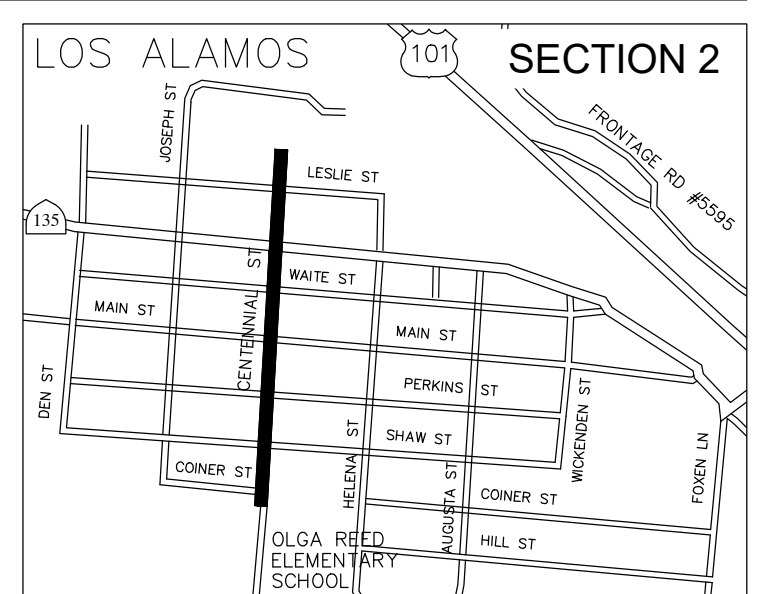 LOS ALAMOS
101
SECTION 2
JOSEPH ST
FRONTAGE RD #5595
LESLIE ST
135
CENTENNIAL ST
WAITE ST
MAIN ST
MAIN ST
DEN ST
PERKINS ST
WICKENDEN ST
SHAW ST
HELENA ST
FOXEN LN
COINER ST
AUGUSTA ST
COINER ST
OLGA REED
ELEMENTARY
SCHOOL
HILL ST